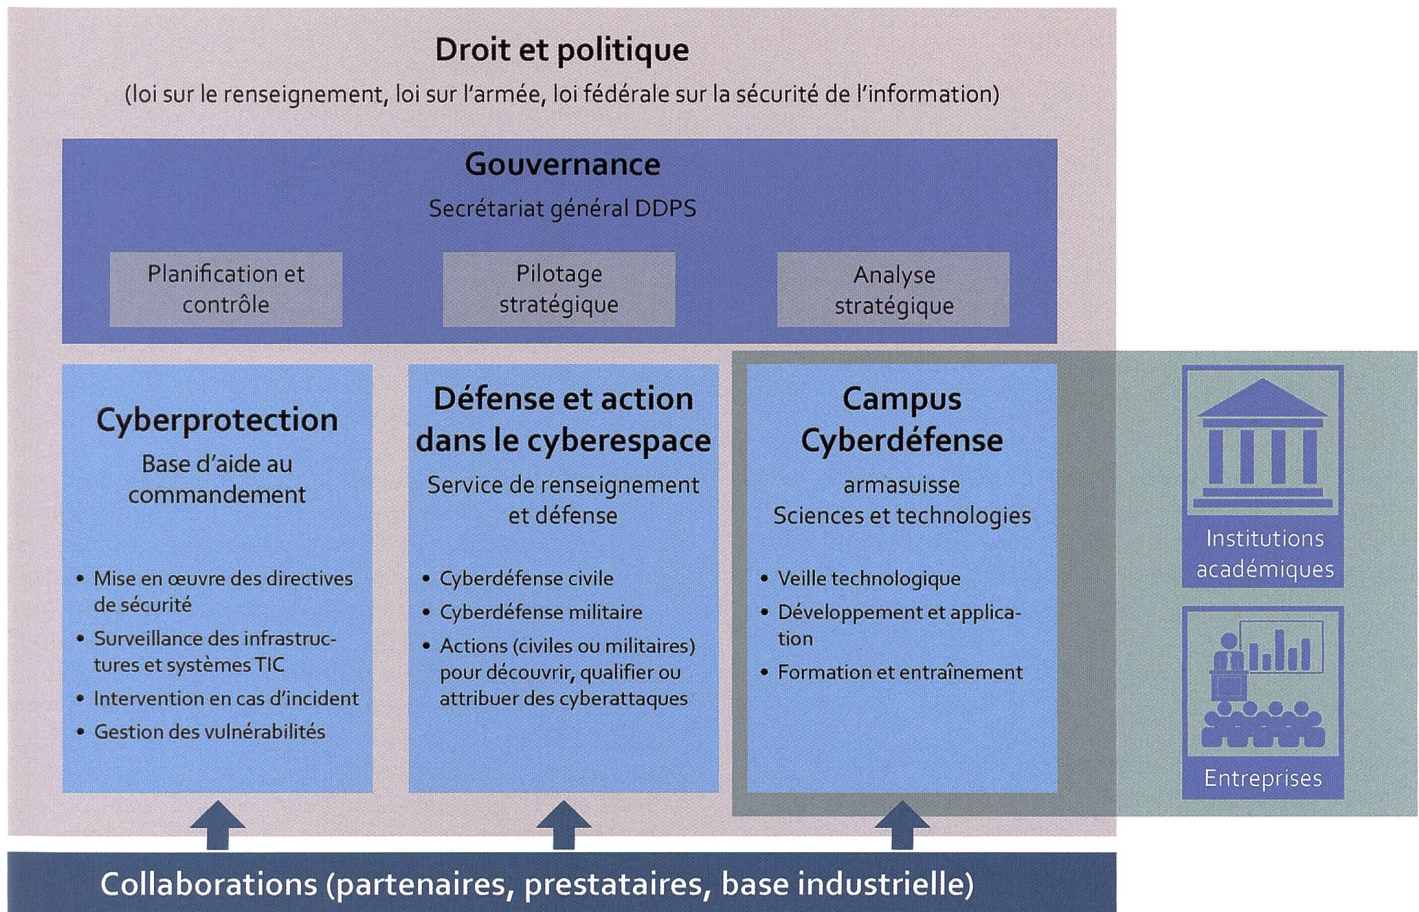 Droit et politique
(loi sur le renseignement, loi sur l'armée, loi fédérale sur la sécurité de l'information)
Gouvernance
Secrétariat général DDPS
Planification et
contrôle
Pilotage
stratégique
Analyse
stratégique
Cyberprotection
Base d'aide au
commandement
• Mise en œuvre des directives
de sécurité
• Surveillance des infrastruc-
tures et systèmes TIC
• Intervention en cas d'incident
• Gestion des vulnérabilités
Défense et action
dans le cyberespace
Service de renseignement
et défense
• Cyberdéfense civile
• Cyberdéfense militaire
• Actions (civiles ou militaires)
pour découvrir, qualifier ou
attribuer des cyberattaques
Campus
Cyberdéfense
armasuisse
Sciences et technologies
• Veille technologique
• Développement et applica-
tion
• Formation et entraînement
Institutions
académiques
Entreprises
Collaborations (partenaires, prestataires, base industrielle)